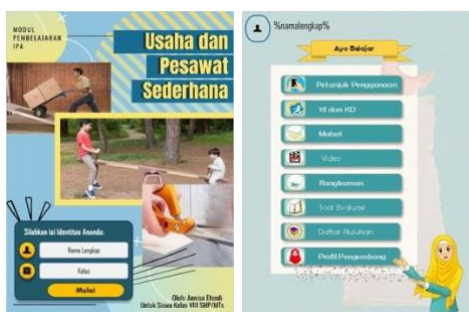 MODUL
PEMBELAJARAN
IPA
Usaha dan
Pesawat
Sederhana
Silahkan isi Identitas Ananda:
Nama Lengkap
Kelas
Mulai
Oleh: Annisa Efendi
Untuk Siswa Kelas VIII SMP/MTs
%namalengkap%
Ayo Belajar
Petunjuk Penggunaan
KI dan KD
Materi
Video
Rangkuman
Soal Evaluasi
Daftar Rujukan
Profil Pengembang